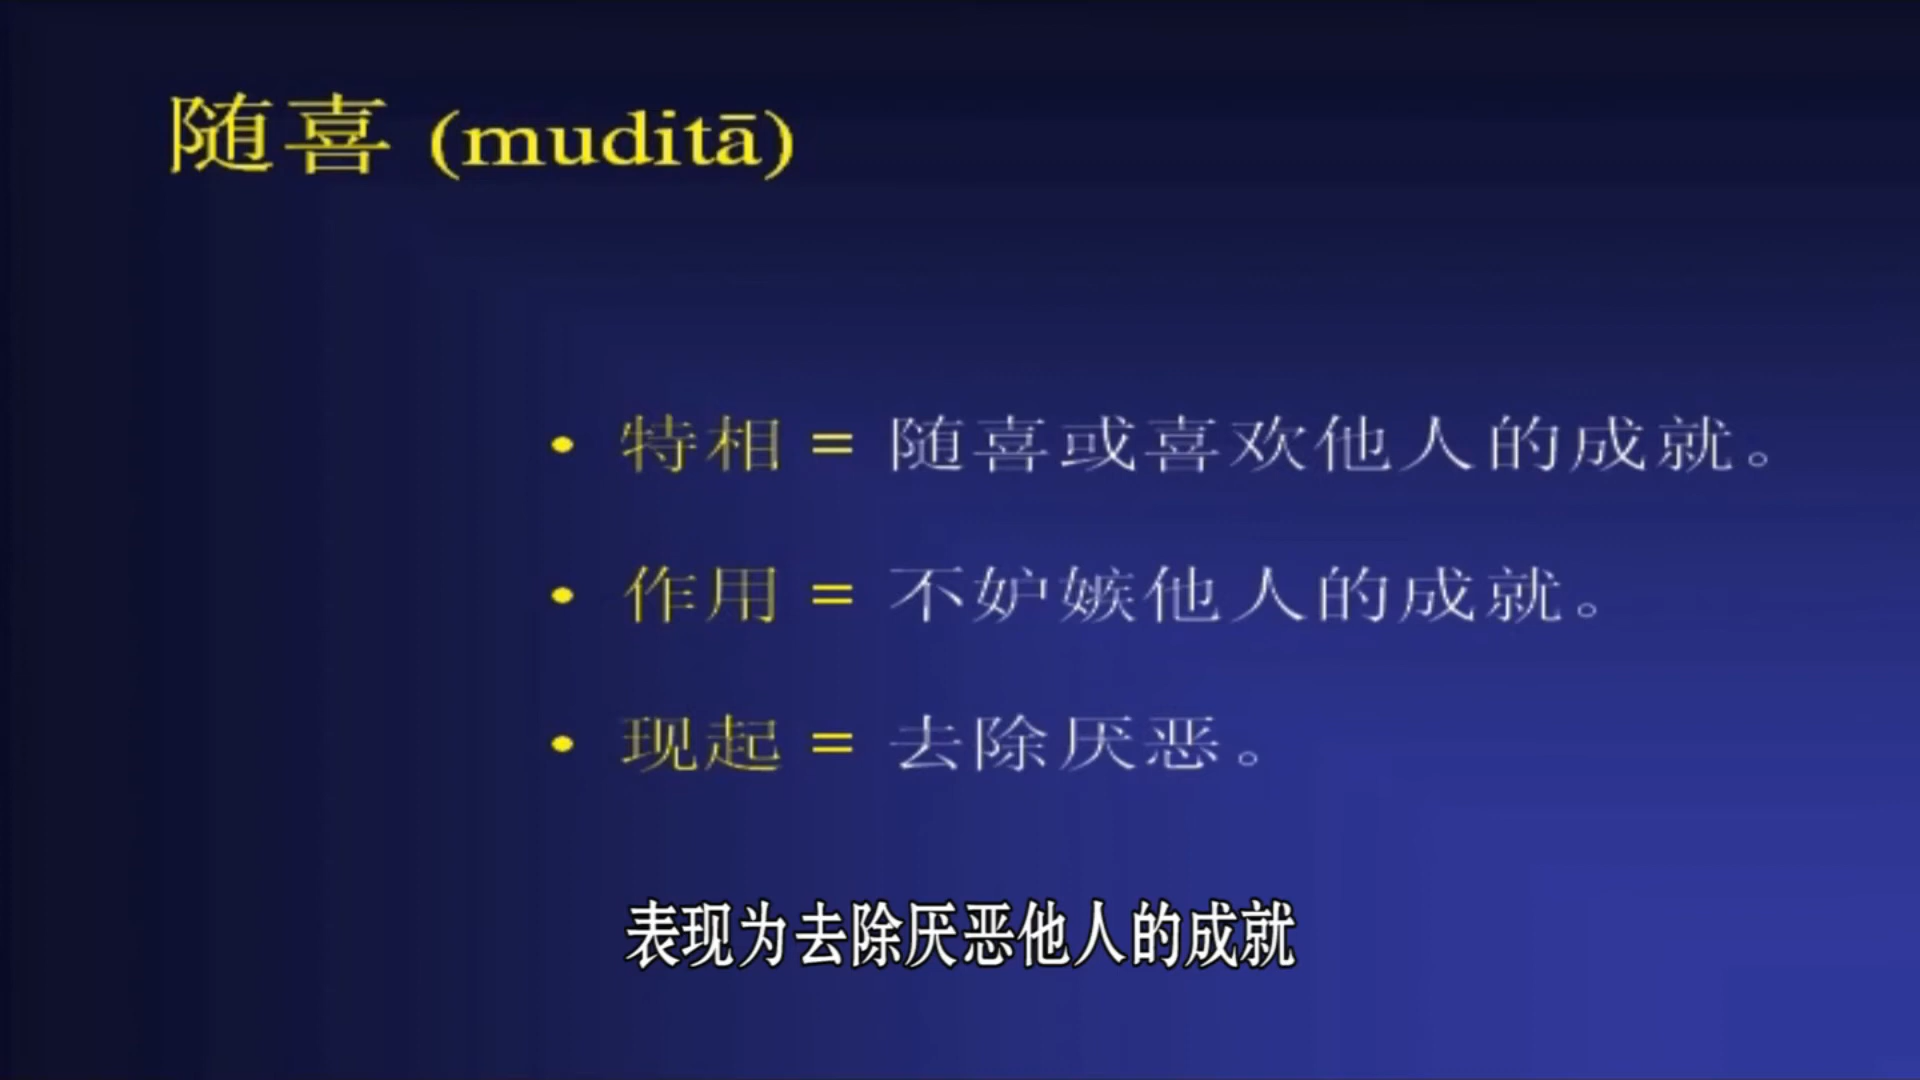 随喜 (muditā)
• 特相 = 随喜或喜欢他人的成就。
• 作用 = 不妒嫉他人的成就。
• 现起 = 去除厌恶。
表现为去除厌恶他人的成就